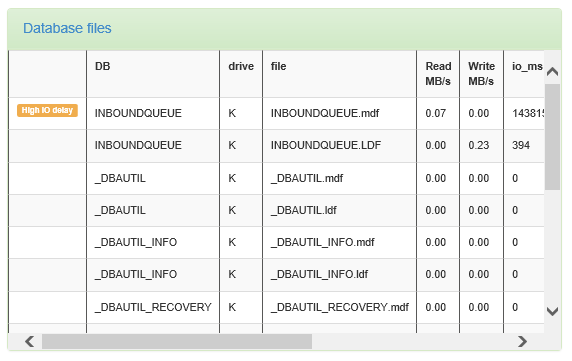 Database files
DB drive file Read MB/s Write MB/s io_ms
High IO delay INBOUNDQUEUE K INBOUNDQUEUE.mdf 0.07 0.00 14381
INBOUNDQUEUE K INBOUNDQUEUE.LDF 0.00 0.23 394
_DBAUTIL K _DBAUTIL.mdf 0.00 0.00 0
_DBAUTIL K _DBAUTIL.ldf 0.00 0.00 0
_DBAUTIL_INFO K _DBAUTIL_INFO.mdf 0.00 0.00 0
_DBAUTIL_INFO K _DBAUTIL_INFO.ldf 0.00 0.00 0
_DBAUTIL_RECOVERY K _DBAUTIL_RECOVERY.mdf 0.00 0.00 0